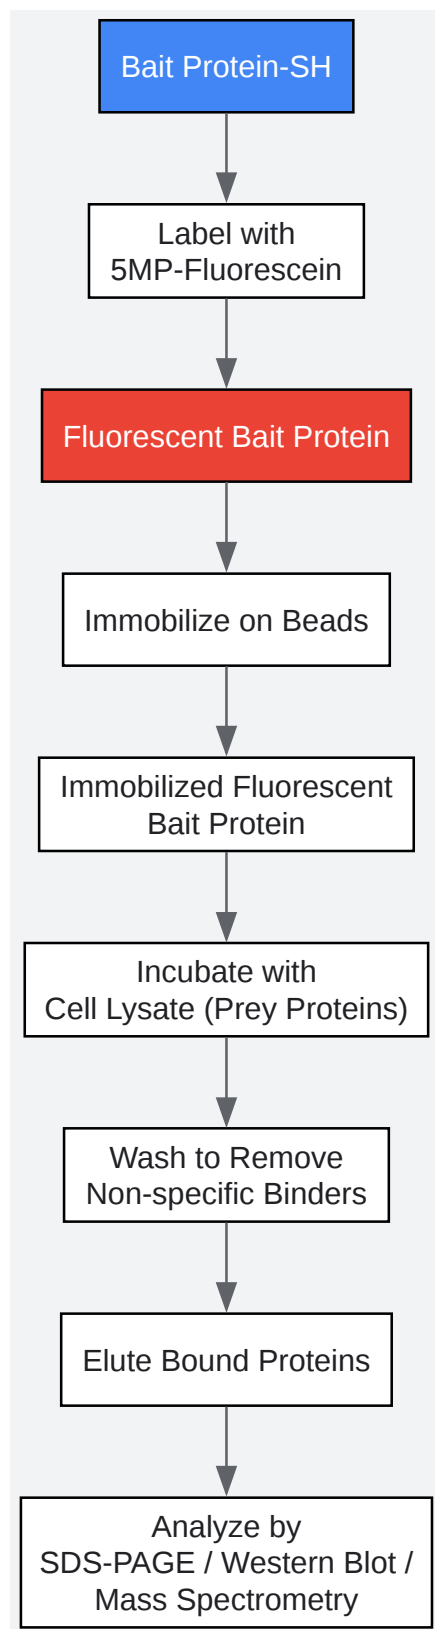 Bait Protein-SH
Label with
5MP-Fluorescein
Fluorescent Bait Protein
Immobilize on Beads
Immobilized Fluorescent
Bait Protein
Incubate with
Cell Lysate (Prey Proteins)
Wash to Remove
Non-specific Binders
Elute Bound Proteins
Analyze by
SDS-PAGE / Western Blot /
Mass Spectrometry